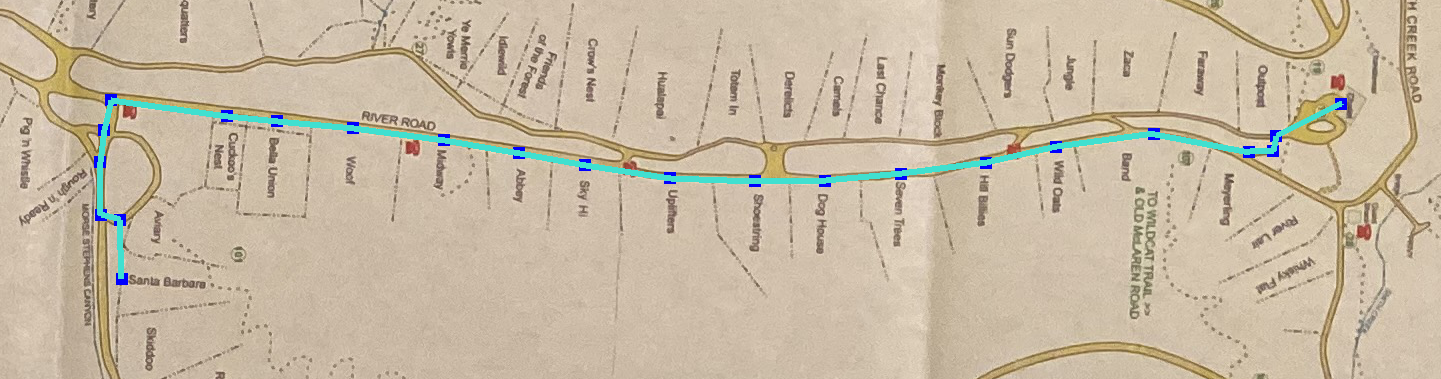 Ye Merrie
Yowls
Idlewild
Friends
of the Forest
Crow's Nest
Hualapai
Totem In
Derelicts
Camels
Last Chance
Monkey Block
Sun Dodgers
Jungle
Zaca
Faraway
Outpost
H CREEK ROAD
RIVER ROAD
Pig 'n Whistle
Rough 'n Ready
MORSE STEPHENS CANYON
Aviary
Cuckoo's
Nest
Bella Union
Woof
Midway
Abbey
Sky Hi
Uplifters
Shoestring
Dog House
Seven Trees
Hill Billies
Wild Oats
Band
TO WILDCAT TRAIL >>
& OLD McLAREN ROAD
Meyerling
River Lair
Whisky Flat
Santa Barbara
Skiddoo
101